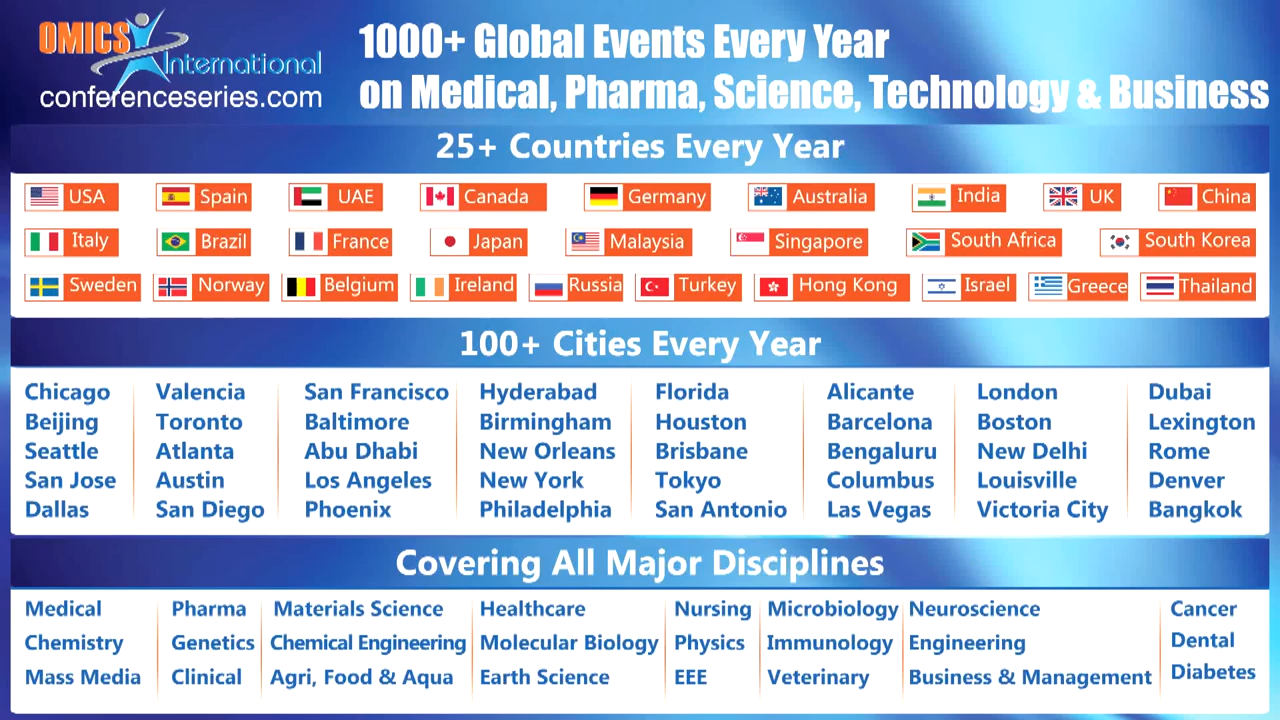 OMICS International
conferenceseries.com
1000+ Global Events Every Year
on Medical, Pharma, Science, Technology & Business
25+ Countries Every Year
USA Spain UAE Canada Germany Australia India UK China
Italy Brazil France Japan Malaysia Singapore South Africa South Korea
Sweden Norway Belgium Ireland Russia Turkey Hong Kong Israel Greece Thailand
100+ Cities Every Year
Chicago Valencia San Francisco Hyderabad Florida Alicante London Dubai
Beijing Toronto Baltimore Birmingham Houston Barcelona Boston Lexington
Seattle Atlanta Abu Dhabi New Orleans Brisbane Bengaluru New Delhi Rome
San Jose Austin Los Angeles New York Tokyo Columbus Louisville Denver
Dallas San Diego Phoenix Philadelphia San Antonio Las Vegas Victoria City Bangkok
Covering All Major Disciplines
Medical Pharma Materials Science Healthcare Nursing Microbiology Neuroscience Cancer
Chemistry Genetics Chemical Engineering Molecular Biology Physics Immunology Engineering Dental
Mass Media Clinical Agri, Food & Aqua Earth Science EEE Veterinary Business & Management Diabetes